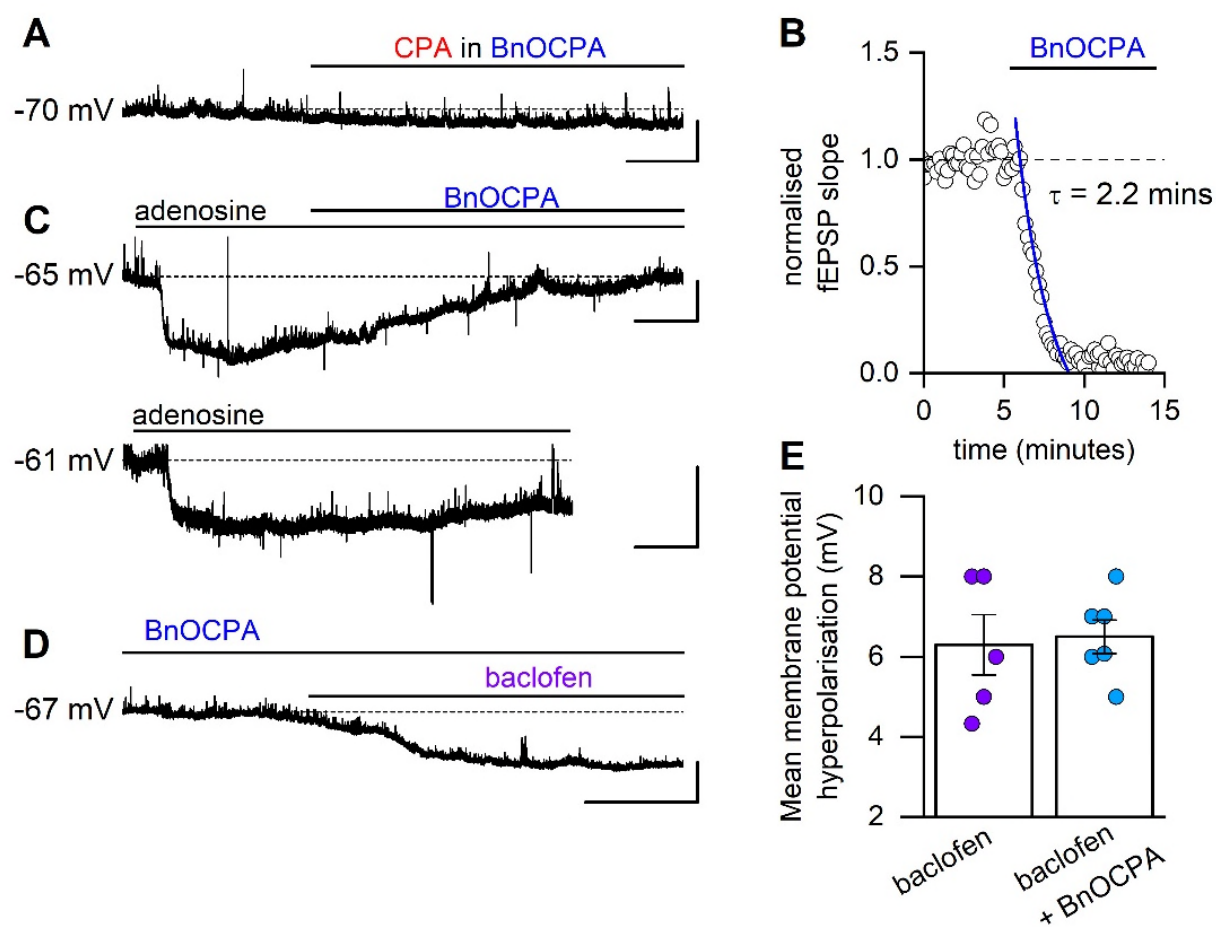 A
CPA in BnOCPA
-70 mV
B
BnOCPA
1.5
1.0
0.5
0.0
normalised
fEPSP slope
τ = 2.2 mins
0 5 10 15
time (minutes)
C
adenosine BnOCPA
-65 mV
adenosine
-61 mV
D
BnOCPA
baclofen
-67 mV
E
Mean membrane potential
hyperpolarisation (mV)
10
8
6
4
2
baclofen
baclofen
+ BnOCPA